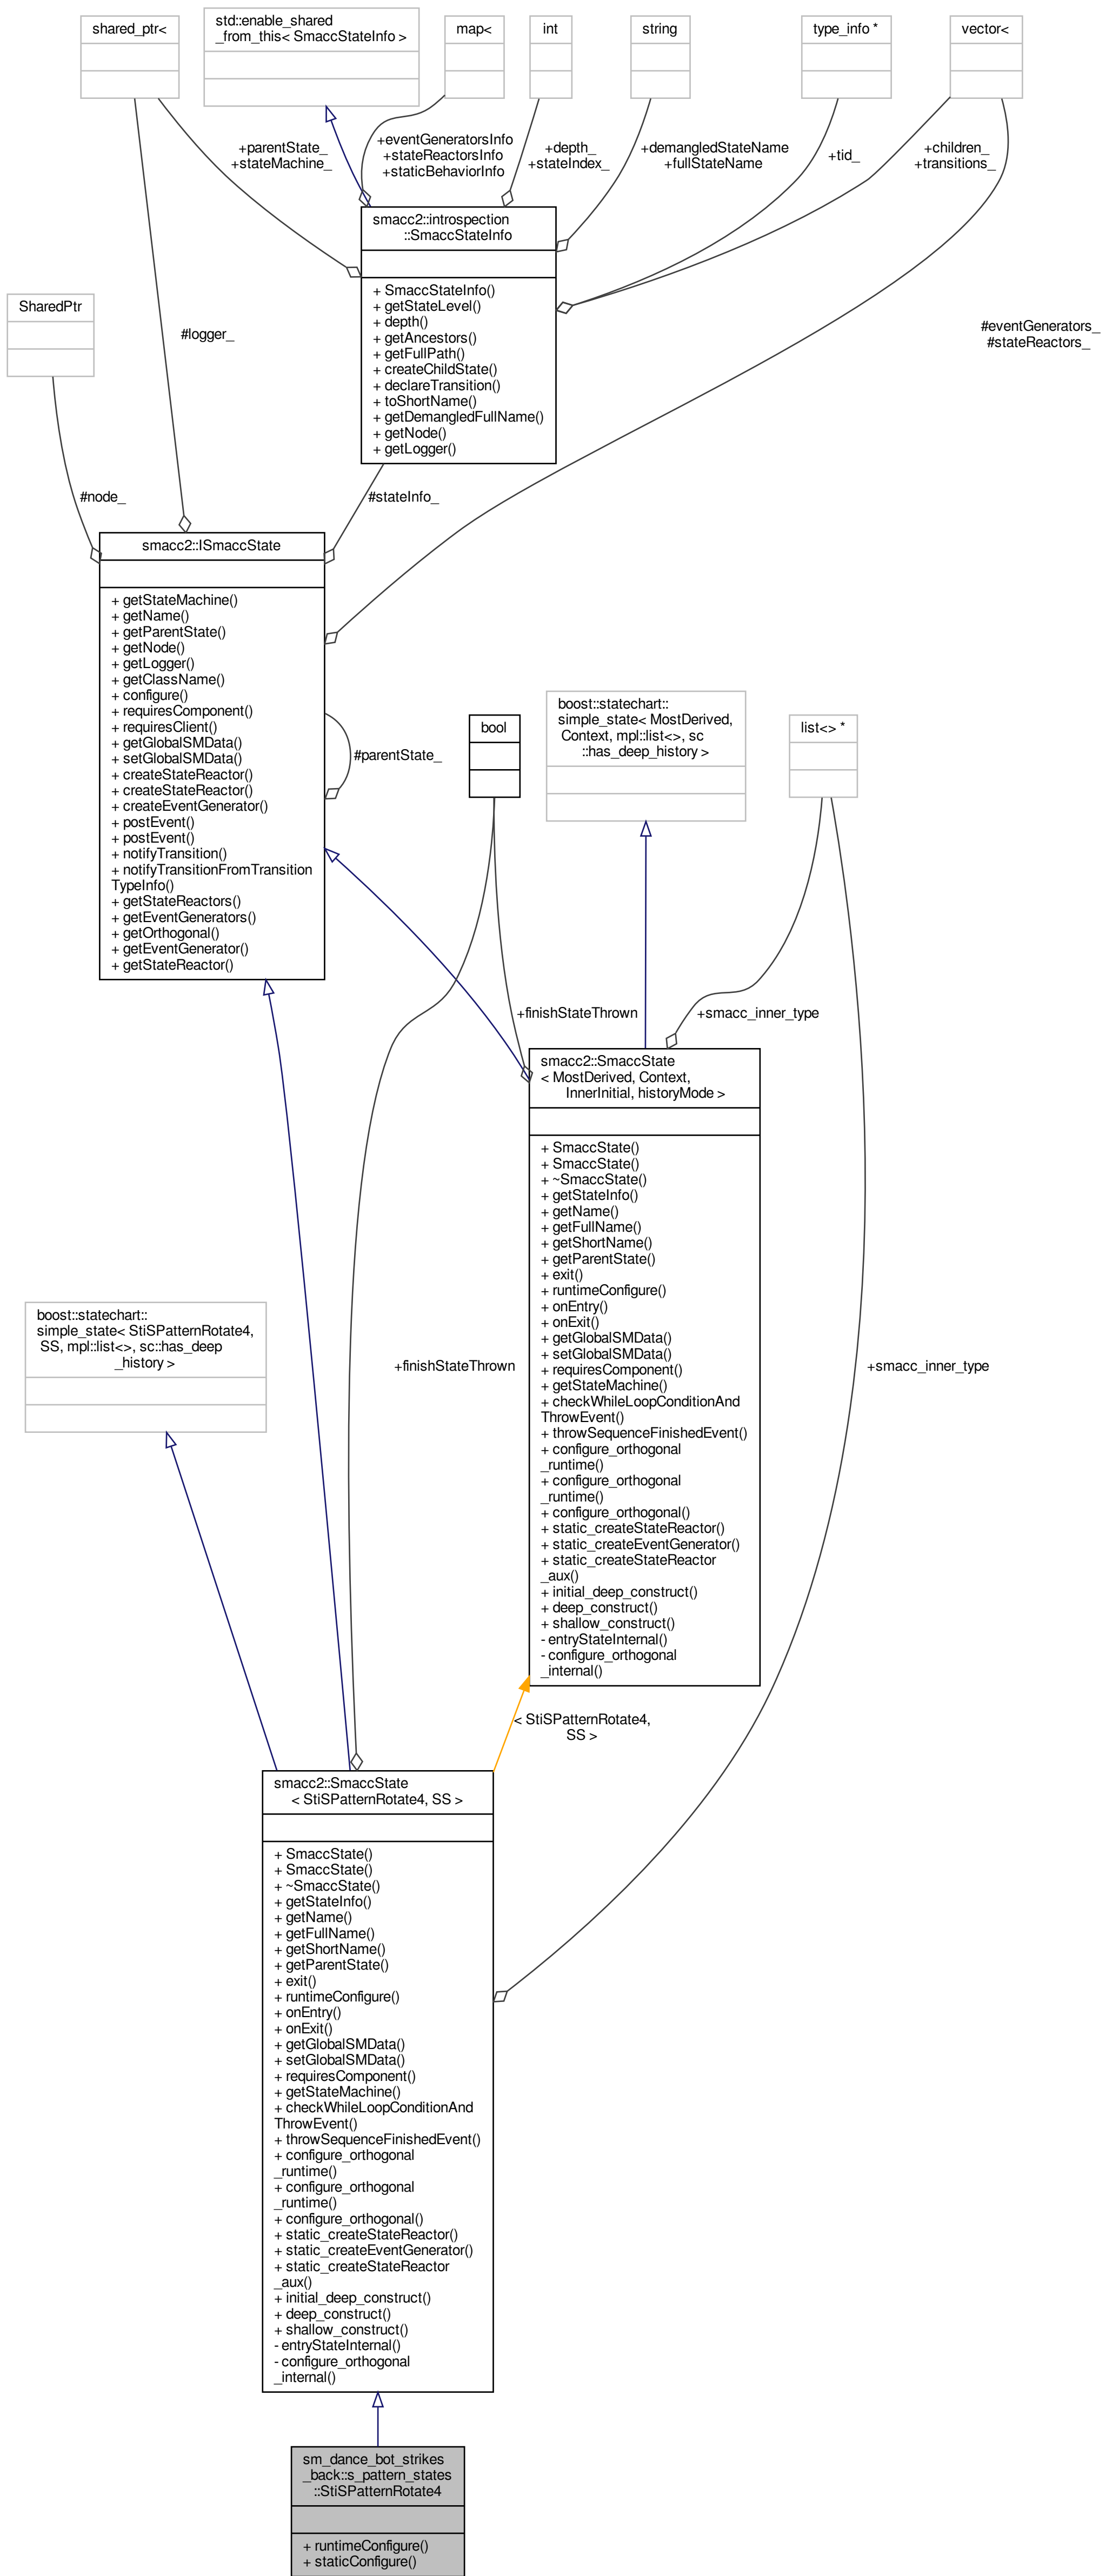 shared_ptr<
std::enable_shared
_from_this< SmaccStateInfo >
map<
int
string
type_info *
vector<
+parentState_
+stateMachine_
+eventGeneratorsInfo
+stateReactorsInfo
+staticBehaviorInfo
+depth_
+stateIndex_
+demangledStateName
+fullStateName
+tid_
+children_
+transitions_
smacc2::introspection
::SmaccStateInfo
+ SmaccStateInfo()
+ getStateLevel()
+ depth()
+ getAncestors()
+ getFullPath()
+ createChildState()
+ declareTransition()
+ toShortName()
+ getDemangledFullName()
+ getNode()
+ getLogger()
SharedPtr
#logger_
#eventGenerators_
#stateReactors_
#node_
#stateInfo_
smacc2::ISmaccState
+ getStateMachine()
+ getName()
+ getParentState()
+ getNode()
+ getLogger()
+ getClassName()
+ configure()
+ requiresComponent()
+ requiresClient()
+ getGlobalSMData()
+ setGlobalSMData()
+ createStateReactor()
+ createStateReactor()
+ createEventGenerator()
+ postEvent()
+ postEvent()
+ notifyTransition()
+ notifyTransitionFromTransition
TypeInfo()
+ getStateReactors()
+ getEventGenerators()
+ getOrthogonal()
+ getEventGenerator()
+ getStateReactor()
#parentState_
bool
boost::statechart::
simple_state< MostDerived,
Context, mpl::list<>, sc
::has_deep_history >
list<> *
+finishStateThrown
+smacc_inner_type
smacc2::SmaccState
< MostDerived, Context,
InnerInitial, historyMode >
+ SmaccState()
+ SmaccState()
+ ~SmaccState()
+ getStateInfo()
+ getName()
+ getFullName()
+ getShortName()
+ getParentState()
+ exit()
+ runtimeConfigure()
+ onEntry()
+ onExit()
+ getGlobalSMData()
+ setGlobalSMData()
+ requiresComponent()
+ getStateMachine()
+ checkWhileLoopConditionAnd
ThrowEvent()
+ throwSequenceFinishedEvent()
+ configure_orthogonal
_runtime()
+ configure_orthogonal
_runtime()
+ configure_orthogonal()
+ static_createStateReactor()
+ static_createEventGenerator()
+ static_createStateReactor
_aux()
+ initial_deep_construct()
+ deep_construct()
+ shallow_construct()
- entryStateInternal()
- configure_orthogonal
_internal()
boost::statechart::
simple_state< StiSPatternRotate4,
SS, mpl::list<>, sc::has_deep
_history >
+finishStateThrown
+smacc_inner_type
< StiSPatternRotate4,
SS >
smacc2::SmaccState
< StiSPatternRotate4, SS >
+ SmaccState()
+ SmaccState()
+ ~SmaccState()
+ getStateInfo()
+ getName()
+ getFullName()
+ getShortName()
+ getParentState()
+ exit()
+ runtimeConfigure()
+ onEntry()
+ onExit()
+ getGlobalSMData()
+ setGlobalSMData()
+ requiresComponent()
+ getStateMachine()
+ checkWhileLoopConditionAnd
ThrowEvent()
+ throwSequenceFinishedEvent()
+ configure_orthogonal
_runtime()
+ configure_orthogonal
_runtime()
+ configure_orthogonal()
+ static_createStateReactor()
+ static_createEventGenerator()
+ static_createStateReactor
_aux()
+ initial_deep_construct()
+ deep_construct()
+ shallow_construct()
- entryStateInternal()
- configure_orthogonal
_internal()
sm_dance_bot_strikes
_back::s_pattern_states
::StiSPatternRotate4
+ runtimeConfigure()
+ staticConfigure()